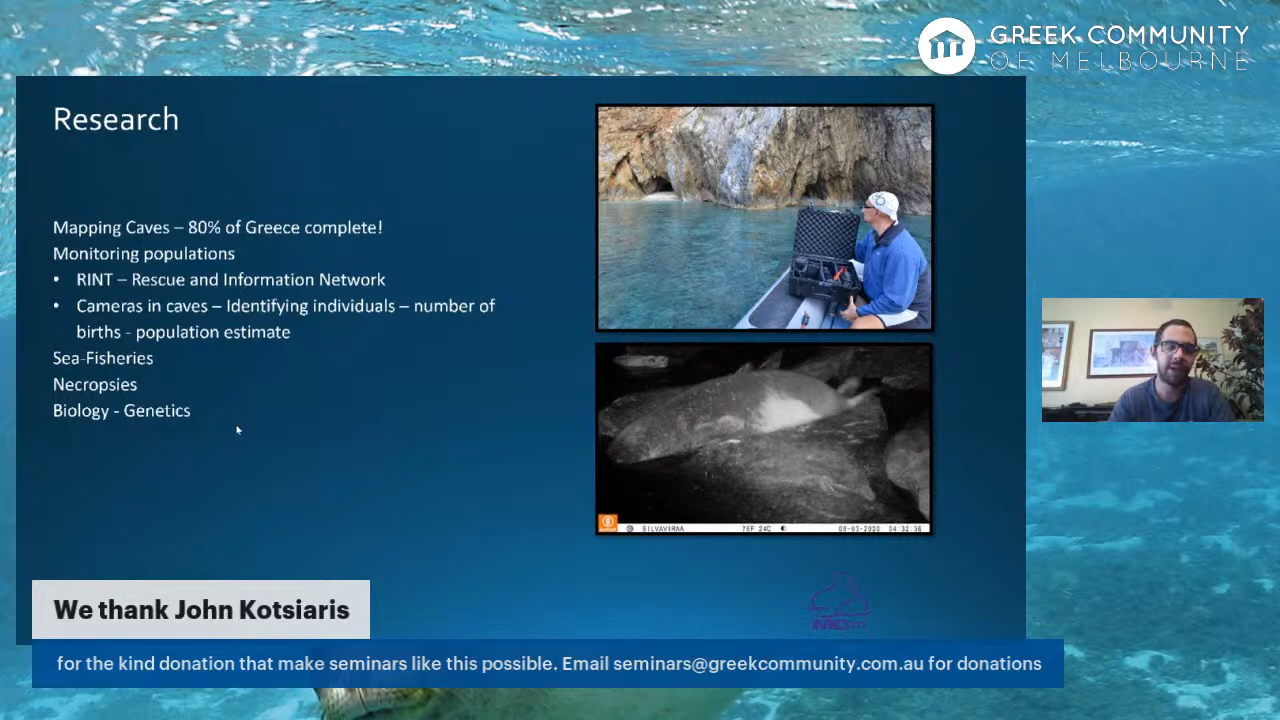 GREEK COMMUNITY
OF MELBOURNE
Research
Mapping Caves – 80% of Greece complete!
Monitoring populations
• RINT – Rescue and Information Network
• Cameras in caves – Identifying individuals – number of
births - population estimate
Sea-Fisheries
Necropsies
Biology - Genetics
SILVAVIRAA 76F 24C 08-03-2020 04:32:36
We thank John Kotsiaris
for the kind donation that make seminars like this possible. Email seminars@greekcommunity.com.au for donations